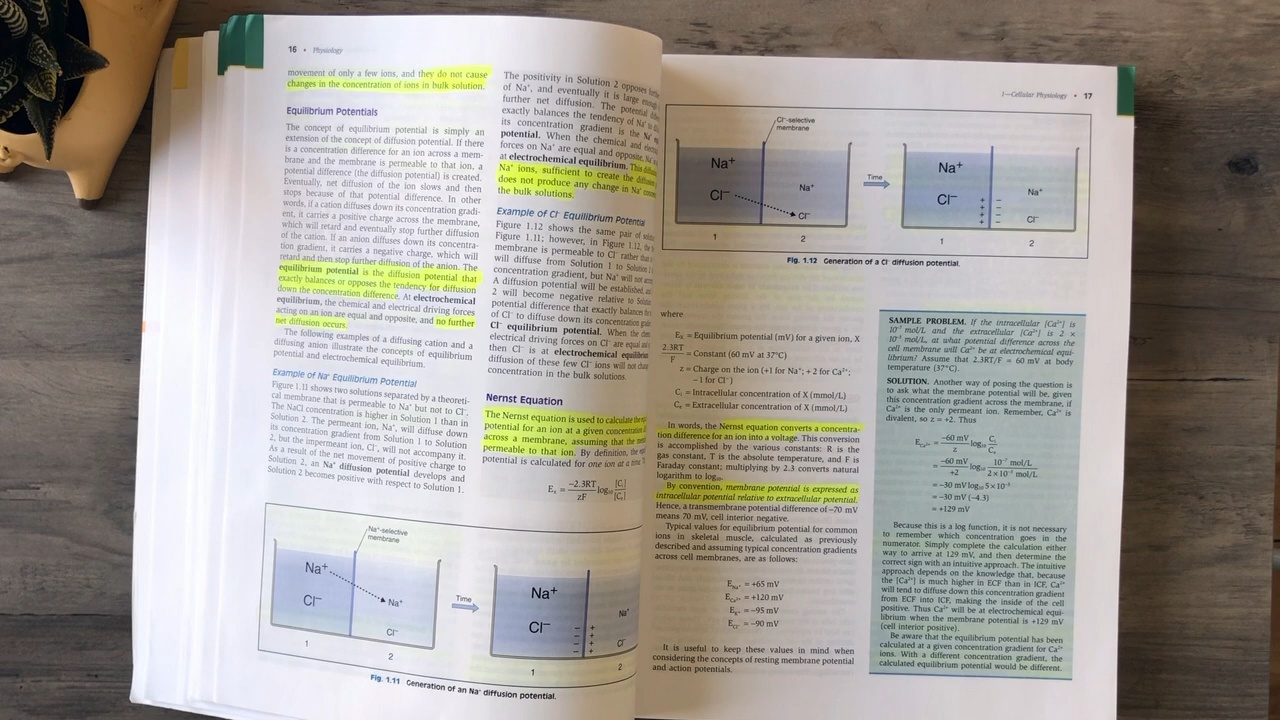 16 • Physiology
movement of only a few ions, and they do not cause
changes in the concentration of ions in bulk solution.
Equilibrium Potentials
The concept of equilibrium potential is simply an
extension of the concept of diffusion potential. If there
is a concentration difference for an ion across a mem-
brane and the membrane is permeable to that ion, a
potential difference (the diffusion potential) is created.
Eventually, net diffusion of the ion slows and then
stops because of that potential difference. In other
words, if a cation diffuses down its concentration gradi-
ent, it carries a positive charge across the membrane,
which will retard and eventually stop further diffusion
of the cation. If an anion diffuses down its concentra-
tion gradient, it carries a negative charge, which will
retard and then stop further diffusion of the anion. The
equilibrium potential is the diffusion potential that
exactly balances or opposes the tendency for diffusion
down the concentration difference. At electrochemical
equilibrium, the chemical and electrical driving forces
acting on an ion are equal and opposite, and no further
net diffusion occurs.
The following examples of a diffusing cation and a
diffusing anion illustrate the concepts of equilibrium
potential and electrochemical equilibrium.
Example of Na⁺ Equilibrium Potential
Figure 1.11 shows two solutions separated by a theoreti-
cal membrane that is permeable to Na⁺ but not to Cl⁻.
The NaCl concentration is higher in Solution 1 than in
Solution 2. The permeant ion, Na⁺, will diffuse down
its concentration gradient from Solution 1 to Solution
2, but the impermeant ion, Cl⁻, will not accompany it.
As a result of the net movement of positive charge to
Solution 2, an Na⁺ diffusion potential develops and
Solution 2 becomes positive with respect to Solution 1.
The positivity in Solution 2 opposes
of Na⁺, and eventually it is large
further net diffusion. The potential
exactly balances the tendency of Na⁺ to
its concentration gradient is the Na⁺
potential. When the chemical and
forces on Na⁺ are equal and opposite, Na⁺
at electrochemical equilibrium. This
Na⁺ ions, sufficient to create the
does not produce any change in Na⁺
the bulk solutions.
Example of Cl⁻ Equilibrium Potential
Figure 1.12 shows the same pair of
Figure 1.11; however, in Figure 1.12, the
membrane is permeable to Cl⁻ rather
will diffuse from Solution 1 to Solution
concentration gradient, but Na⁺ will not
A diffusion potential will be established,
2 will become negative relative to
potential difference that exactly balances
of Cl⁻ to diffuse down its concentration
Cl⁻ equilibrium potential. When the
electrical driving forces on Cl⁻ are equal
then Cl⁻ is at electrochemical equilibrium
diffusion of these few Cl⁻ ions will not
concentration in the bulk solutions.
Nernst Equation
The Nernst equation is used to calculate the
potential for an ion at a given concentration
across a membrane, assuming that the
permeable to that ion. By definition, the
potential is calculated for one ion at a
Eₓ = −2.3RT/zF log₁₀ [Cᵢ]/[Cₑ]
Na⁺-selective
membrane
Na⁺
Cl⁻
Na⁺
Cl⁻
1
2
Time
Na⁺
Cl⁻
− +
− +
− +
− +
Na⁺
Cl⁻
1
2
Fig. 1.11 Generation of an Na⁺ diffusion potential.
1—Cellular Physiology • 17
Cl⁻-selective
membrane
Na⁺
Cl⁻
Na⁺
Cl⁻
1
2
Time
Na⁺
Cl⁻
+ −
+ −
+ −
+ −
Na⁺
Cl⁻
1
2
Fig. 1.12 Generation of a Cl⁻ diffusion potential.
where
Eₓ = Equilibrium potential (mV) for a given ion, X
2.3RT/F = Constant (60 mV at 37°C)
z = Charge on the ion (+1 for Na⁺; +2 for Ca²⁺;
−1 for Cl⁻)
Cᵢ = Intracellular concentration of X (mmol/L)
Cₑ = Extracellular concentration of X (mmol/L)
In words, the Nernst equation converts a concentra-
tion difference for an ion into a voltage. This conversion
is accomplished by the various constants: R is the
gas constant, T is the absolute temperature, and F is
Faraday constant; multiplying by 2.3 converts natural
logarithm to log₁₀.
By convention, membrane potential is expressed as
intracellular potential relative to extracellular potential.
Hence, a transmembrane potential difference of −70 mV
means 70 mV, cell interior negative.
Typical values for equilibrium potential for common
ions in skeletal muscle, calculated as previously
described and assuming typical concentration gradients
across cell membranes, are as follows:
E Na⁺ = +65 mV
E Ca²⁺ = +120 mV
E K⁺ = −95 mV
E Cl⁻ = −90 mV
It is useful to keep these values in mind when
considering the concepts of resting membrane potential
and action potentials.
SAMPLE PROBLEM. If the intracellular [Ca²⁺] is
10⁻⁷ mol/L and the extracellular [Ca²⁺] is 2 ×
10⁻³ mol/L, at what potential difference across the
cell membrane will Ca²⁺ be at electrochemical equi-
librium? Assume that 2.3RT/F = 60 mV at body
temperature (37°C).
SOLUTION. Another way of posing the question is
to ask what the membrane potential will be, given
this concentration gradient across the membrane, if
Ca²⁺ is the only permeant ion. Remember, Ca²⁺ is
divalent, so z = +2. Thus
E Ca²⁺ = −60 mV/z log₁₀ Cᵢ/Cₑ
= −60 mV/+2 log₁₀ 10⁻⁷ mol/L / 2×10⁻³ mol/L
= −30 mV log₁₀ 5×10⁻⁵
= −30 mV (−4.3)
= +129 mV
Because this is a log function, it is not necessary
to remember which concentration goes in the
numerator. Simply complete the calculation either
way to arrive at 129 mV, and then determine the
correct sign with an intuitive approach. The intuitive
approach depends on the knowledge that, because
the [Ca²⁺] is much higher in ECF than in ICF, Ca²⁺
will tend to diffuse down this concentration gradient
from ECF into ICF, making the inside of the cell
positive. Thus Ca²⁺ will be at electrochemical equi-
librium when the membrane potential is +129 mV
(cell interior positive).
Be aware that the equilibrium potential has been
calculated at a given concentration gradient for Ca²⁺
ions. With a different concentration gradient, the
calculated equilibrium potential would be different.